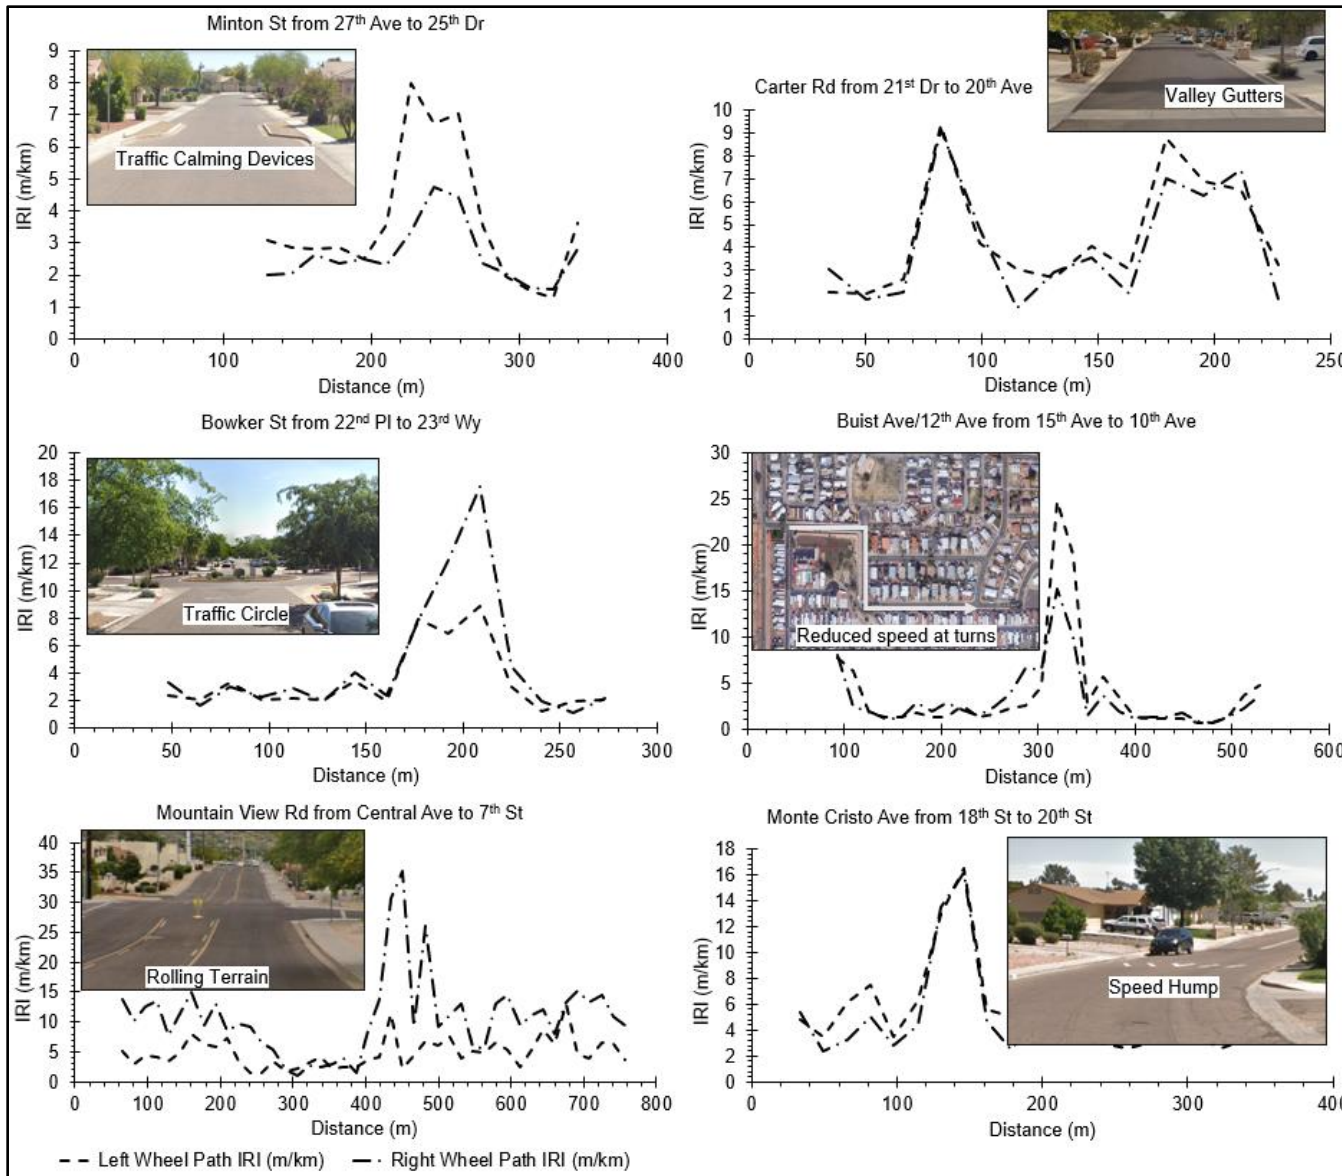 Minton St from 27th Ave to 25th Dr
IRI (m/km)
9
8
7
6
5
4
3
2
1
0
Traffic Calming Devices
0 100 200 300 400
Distance (m)
Carter Rd from 21st Dr to 20th Ave
Valley Gutters
IRI (m/km)
10
9
8
7
6
5
4
3
2
1
0
0 50 100 150 200 250
Distance (m)
Bowker St from 22nd Pl to 23rd Wy
IRI (m/km)
20
18
16
14
12
10
8
6
4
2
0
Traffic Circle
0 50 100 150 200 250 300
Distance (m)
Buist Ave/12th Ave from 15th Ave to 10th Ave
IRI (m/km)
30
25
20
15
10
5
0
Reduced speed at turns
0 100 200 300 400 500 600
Distance (m)
Mountain View Rd from Central Ave to 7th St
IRI (m/km)
40
35
30
25
20
15
10
5
0
Rolling Terrain
0 100 200 300 400 500 600 700 800
Distance (m)
Monte Cristo Ave from 18th St to 20th St
IRI (m/km)
18
16
14
12
10
8
6
4
2
0
Speed Hump
0 100 200 300 400
Distance (m)
Left Wheel Path IRI (m/km) Right Wheel Path IRI (m/km)